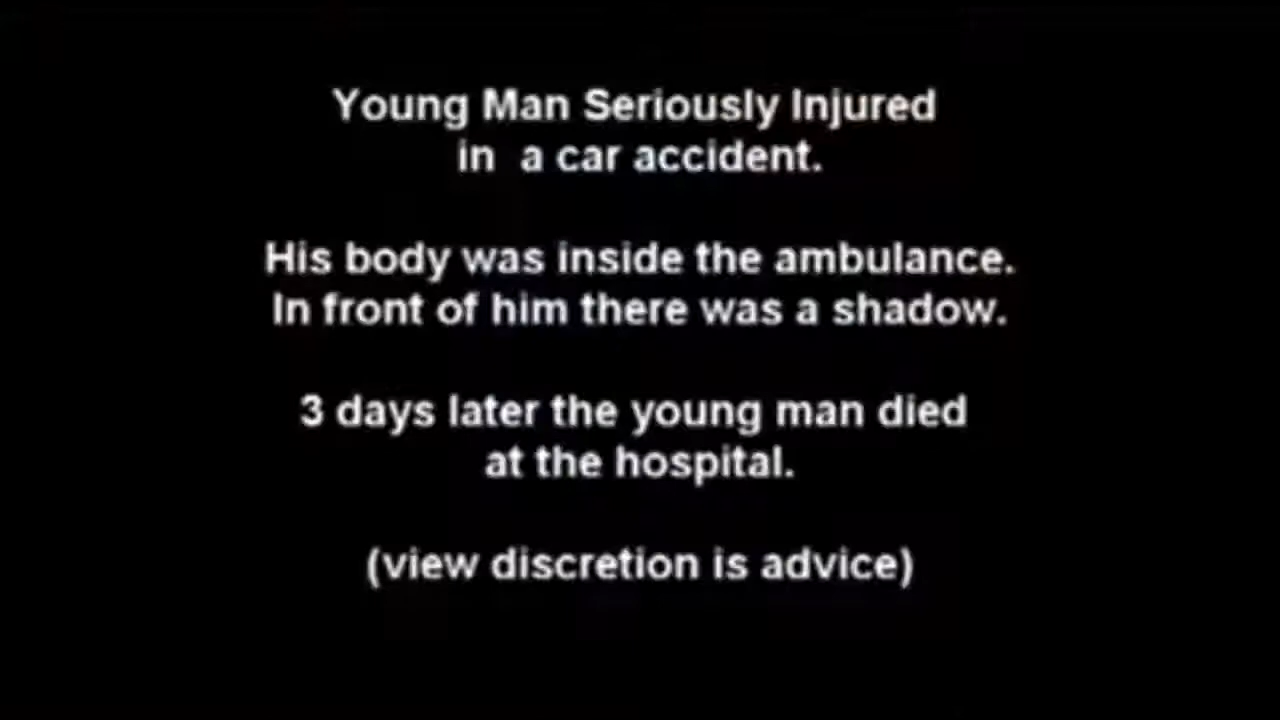 Young Man Seriously Injured
in a car accident.
His body was inside the ambulance.
In front of him there was a shadow.
3 days later the young man died
at the hospital.
(view discretion is advice)